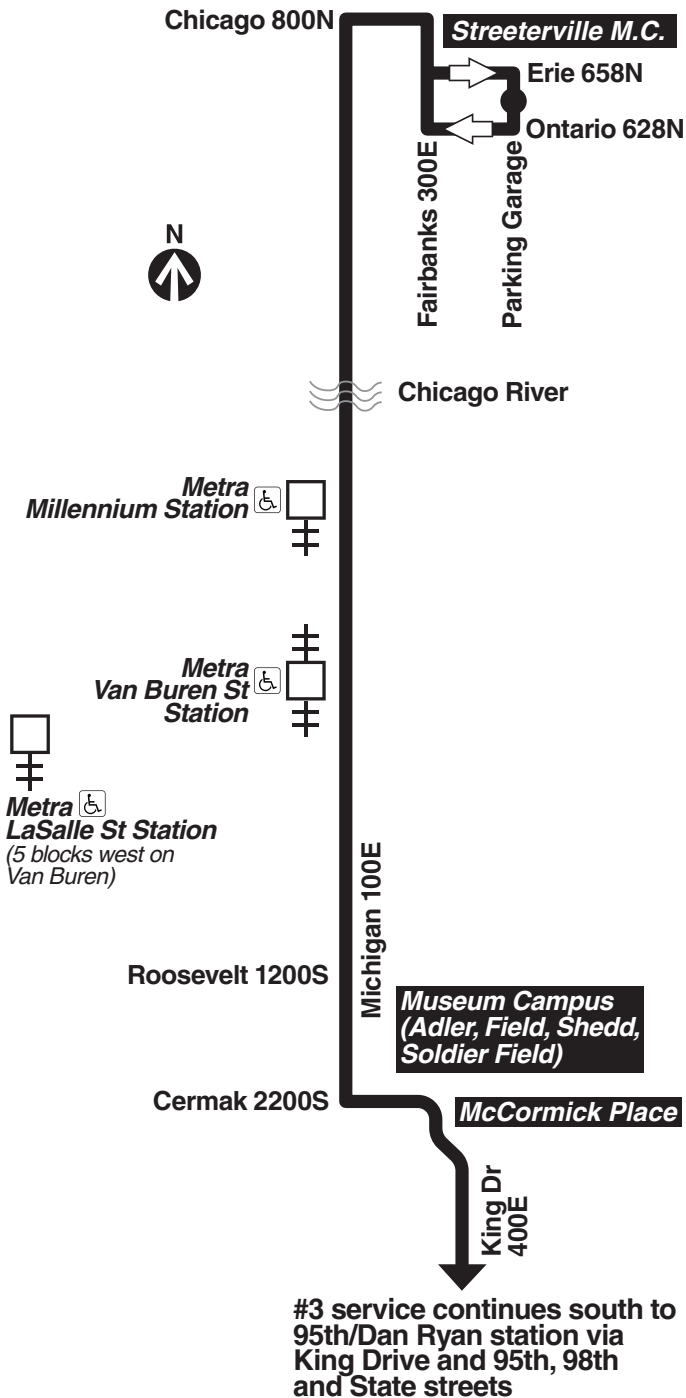 Chicago 800N
Streeterville M.C.
Erie 658N
Ontario 628N
Fairbanks 300E
Parking Garage
N
Chicago River
Metra
Millennium Station
Metra
Van Buren St
Station
Metra
LaSalle St Station
(5 blocks west on
Van Buren)
Michigan 100E
Roosevelt 1200S
Museum Campus
(Adler, Field, Shedd,
Soldier Field)
Cermak 2200S
McCormick Place
King Dr
400E
#3 service continues south to
95th/Dan Ryan station via
King Drive and 95th, 98th
and State streets